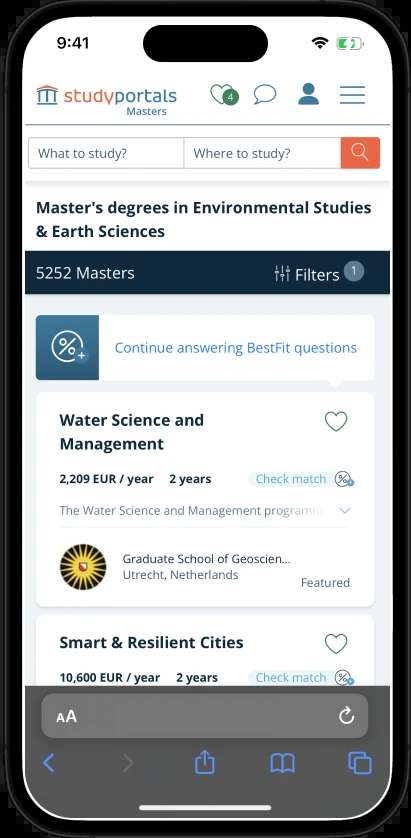 9:41
studyportals
Masters
4
What to study?
Where to study?
Master's degrees in Environmental Studies
& Earth Sciences
5252 Masters
Filters 1
Continue answering BestFit questions
Water Science and
Management
2,209 EUR / year 2 years Check match
The Water Science and Management programm
Graduate School of Geoscien...
Utrecht, Netherlands
Featured
Smart & Resilient Cities
10,600 EUR / year 2 years Check match
AA